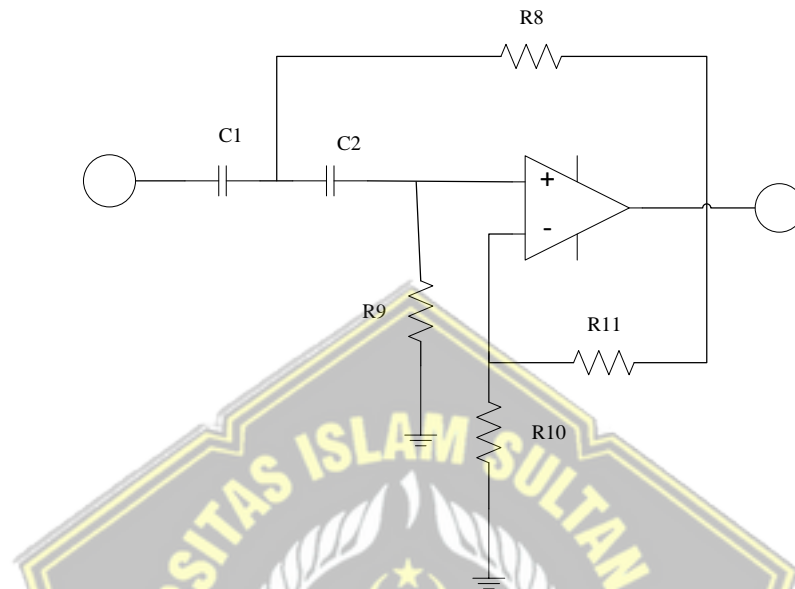 R8
C1
C2
+
-
R9
R11
R10
SITAS ISLAM SULTAN